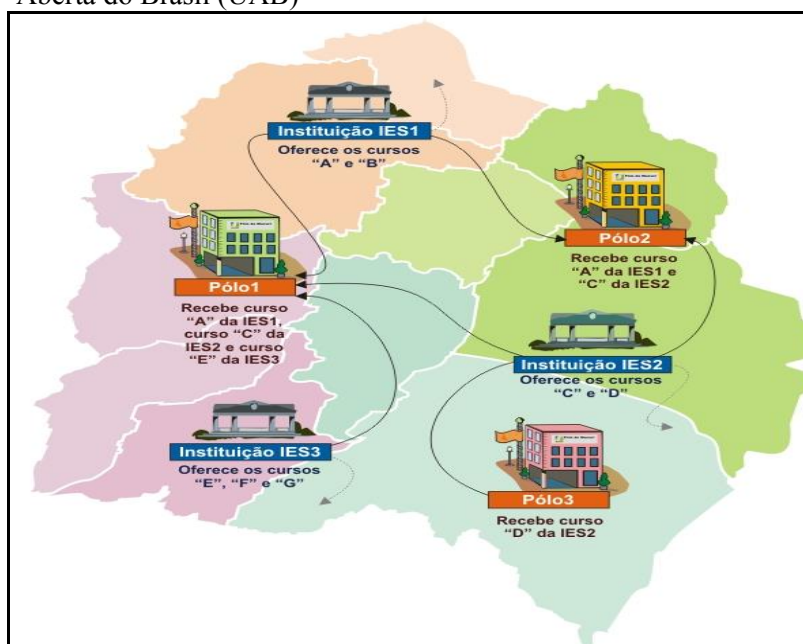 Aberta do Brasil (UAB)
Instituição IES1
Oferece os cursos
"A" e "B"
Pólo2
Recebe curso
"A" da IES1 e
"C" da IES2
Pólo1
Recebe curso
"A" da IES1,
curso "C" da
IES2 e curso
"E" da IES3
Instituição IES2
Oferece os cursos
"C" e "D"
Instituição IES3
Oferece os cursos
"E", "F" e "G"
Pólo3
Recebe curso
"D" da IES2